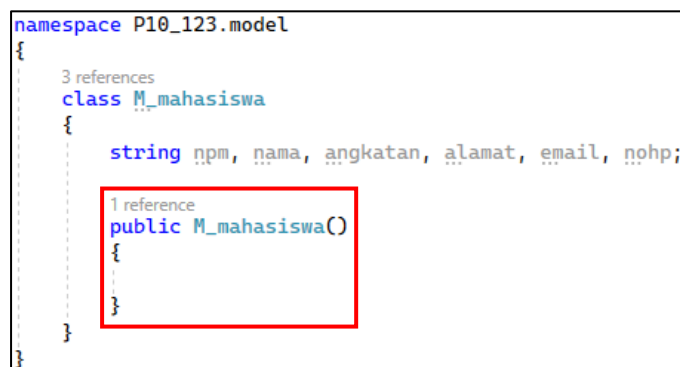 namespace P10_123.model
{
3 references
class M_mahasiswa
{
string npm, nama, angkatan, alamat, email, nohp;
1 reference
public M_mahasiswa()
{
}
}
}